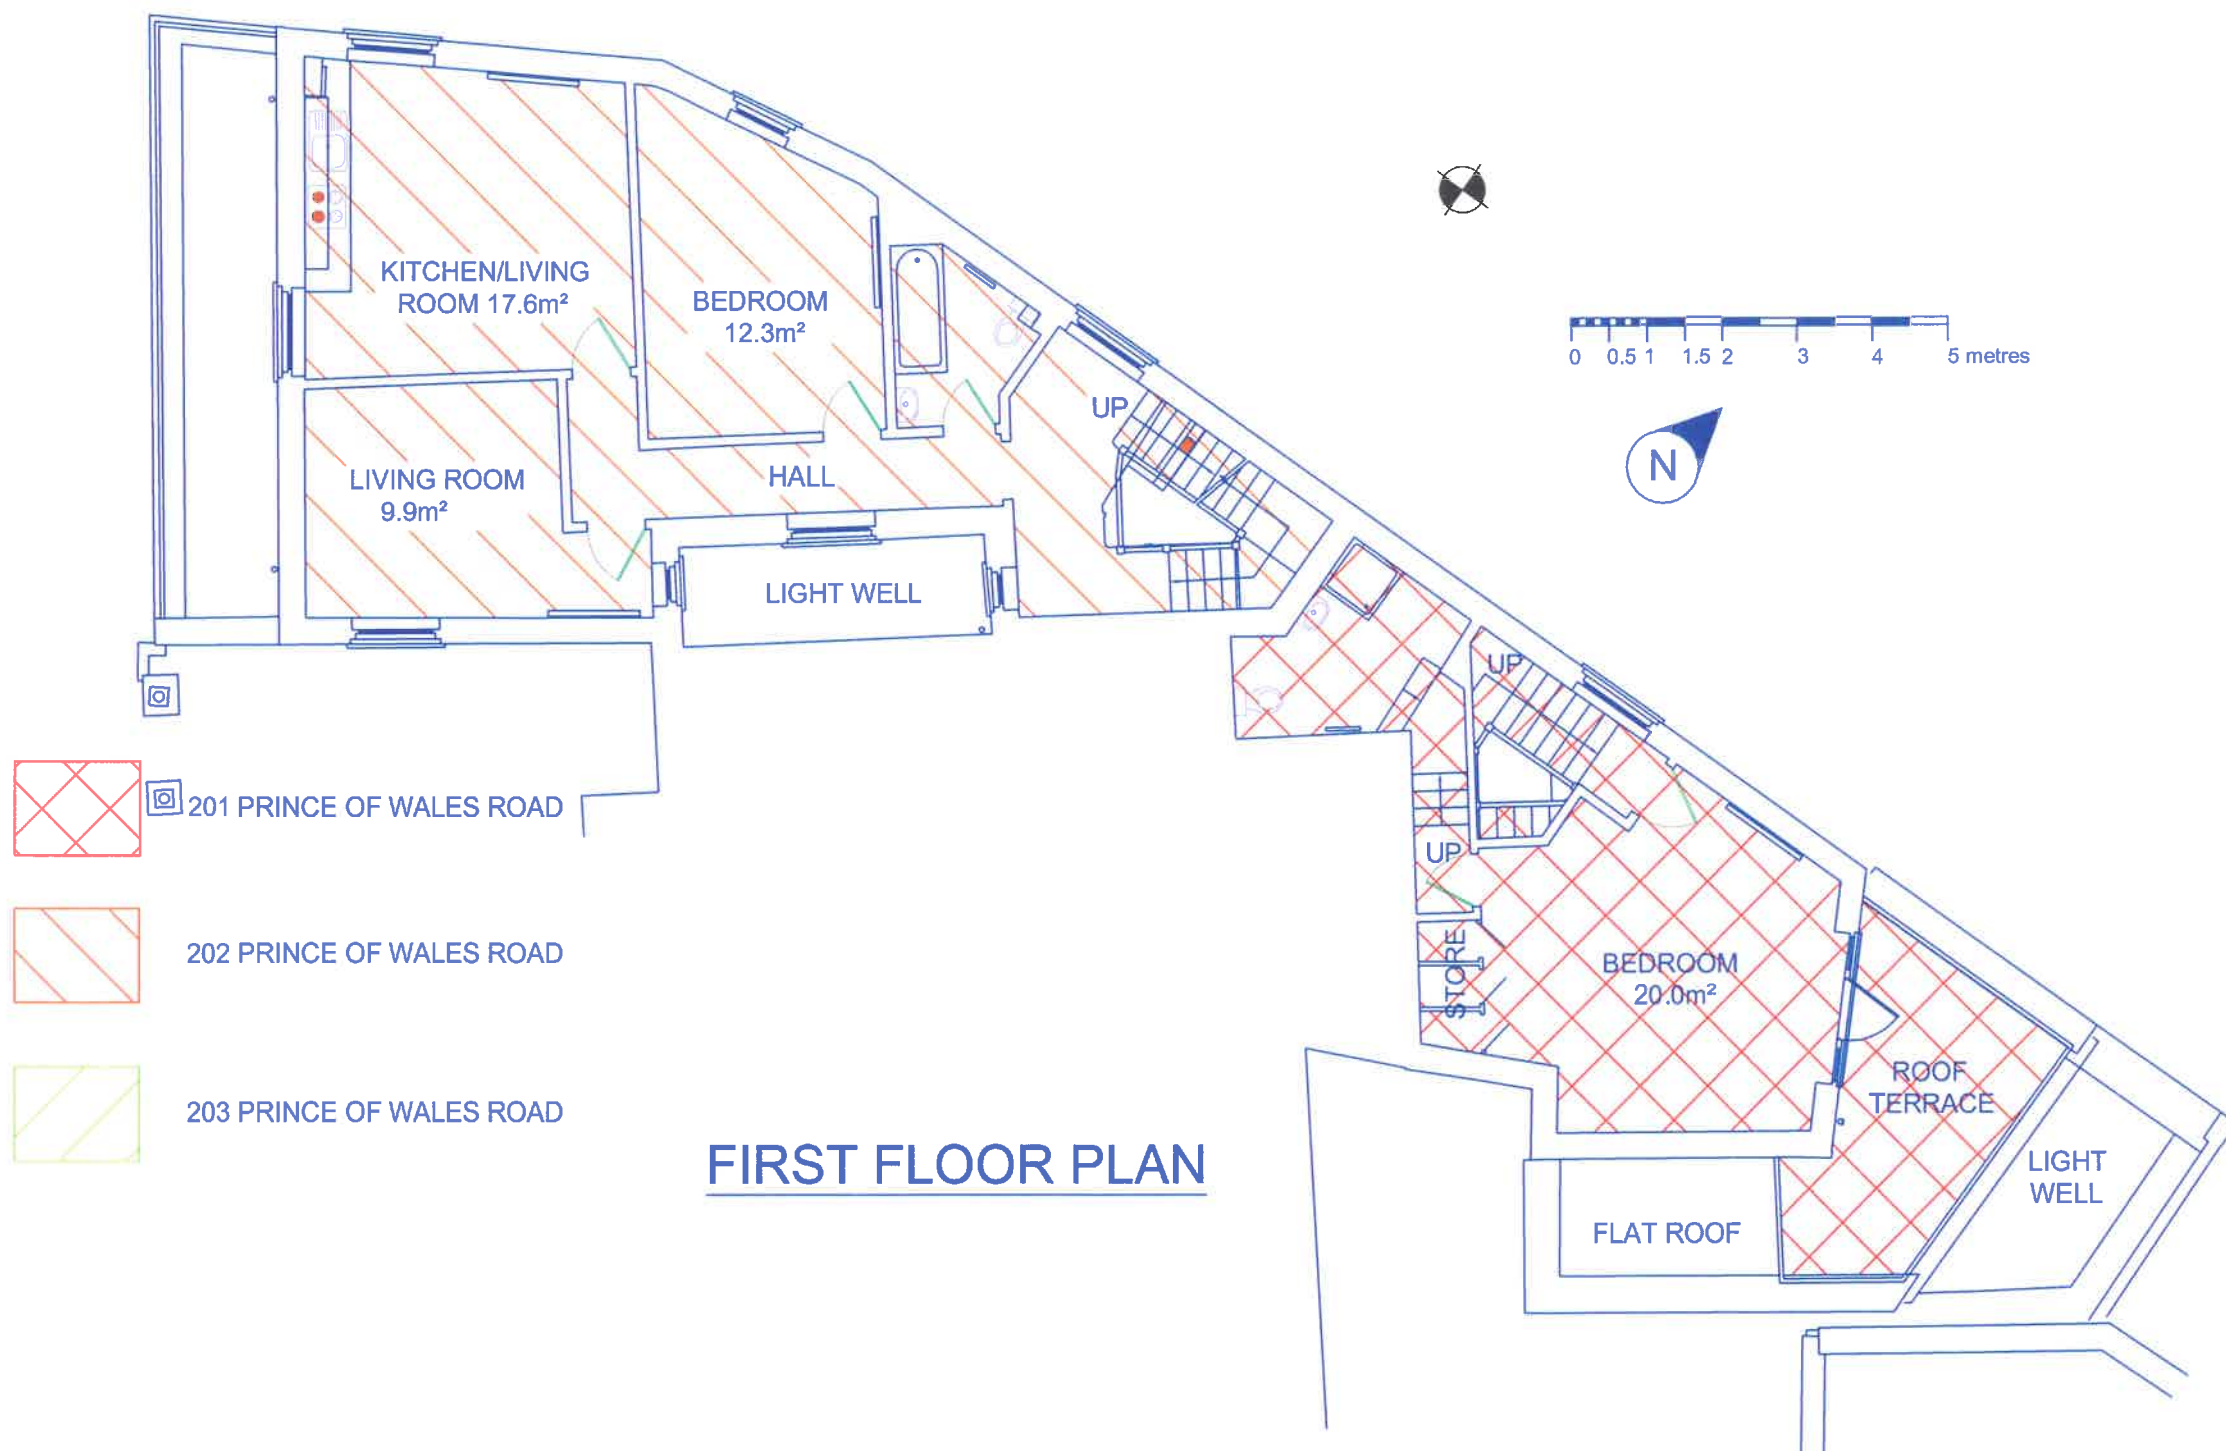 KITCHEN/LIVING
ROOM 17.6m²
BEDROOM
12.3m²
0 0.5 1 1.5 2 3 4 5 metres
UP
N
LIVING ROOM
9.9m²
HALL
LIGHT WELL
UP
201 PRINCE OF WALES ROAD
UP
202 PRINCE OF WALES ROAD
STORE
BEDROOM
20.0m²
203 PRINCE OF WALES ROAD
ROOF
TERRACE
FIRST FLOOR PLAN
LIGHT
WELL
FLAT ROOF